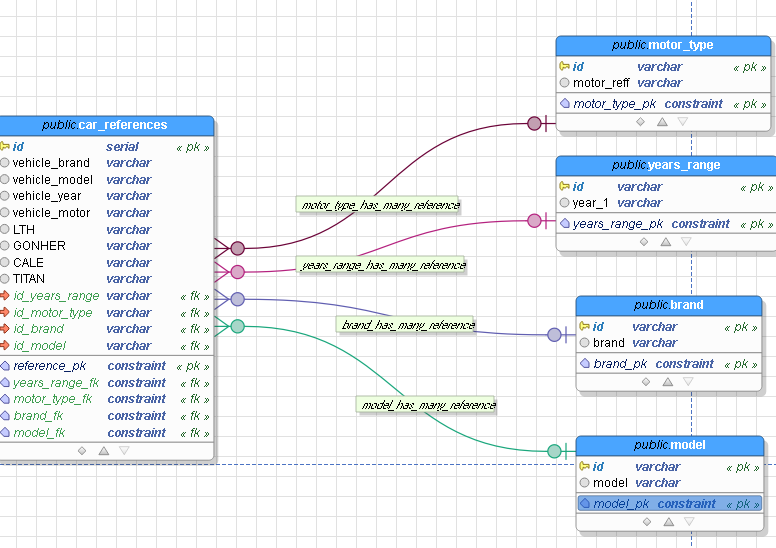 public.motor_type
id varchar « pk »
motor_reff varchar
motor_type_pk constraint « pk »
public.car_references
id serial « pk »
vehicle_brand varchar
vehicle_model varchar
vehicle_year varchar
vehicle_motor varchar
LTH varchar
GONHER varchar
CALE varchar
TITAN varchar
id_years_range varchar « fk »
id_motor_type varchar « fk »
id_brand varchar « fk »
id_model varchar « fk »
reference_pk constraint « pk »
years_range_fk constraint « fk »
motor_type_fk constraint « fk »
brand_fk constraint « fk »
model_fk constraint « fk »
motor_type_has_many_reference
years_range_has_many_reference
brand_has_many_reference
model_has_many_reference
public.years_range
id varchar « pk »
year_1 varchar
years_range_pk constraint « pk »
public.brand
id varchar « pk »
brand varchar
brand_pk constraint « pk »
public.model
id varchar « pk »
model varchar
model_pk constraint « pk »